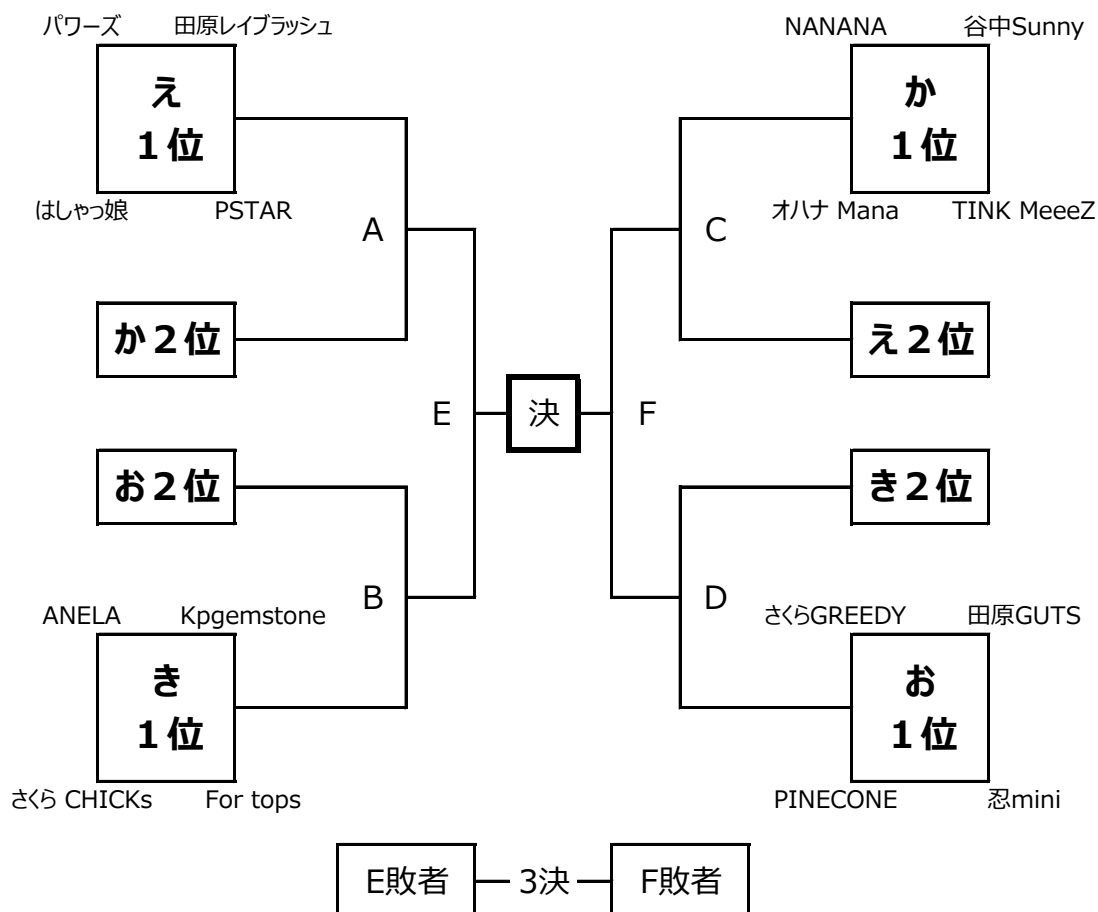 パワーズ 田原レイブラッシュ
え
1位
はしゃっ娘 PSTAR
A
か2位
E
お2位
B
ANELA Kpgemstone
き
1位
さくら CHICKs For tops
決
NANANA 谷中Sunny
か
1位
オハナ Mana TINK MeeeZ
C
え2位
F
き2位
D
さくらGREEDY 田原GUTS
お
1位
PINECONE 忍mini
E敗者 3決 F敗者